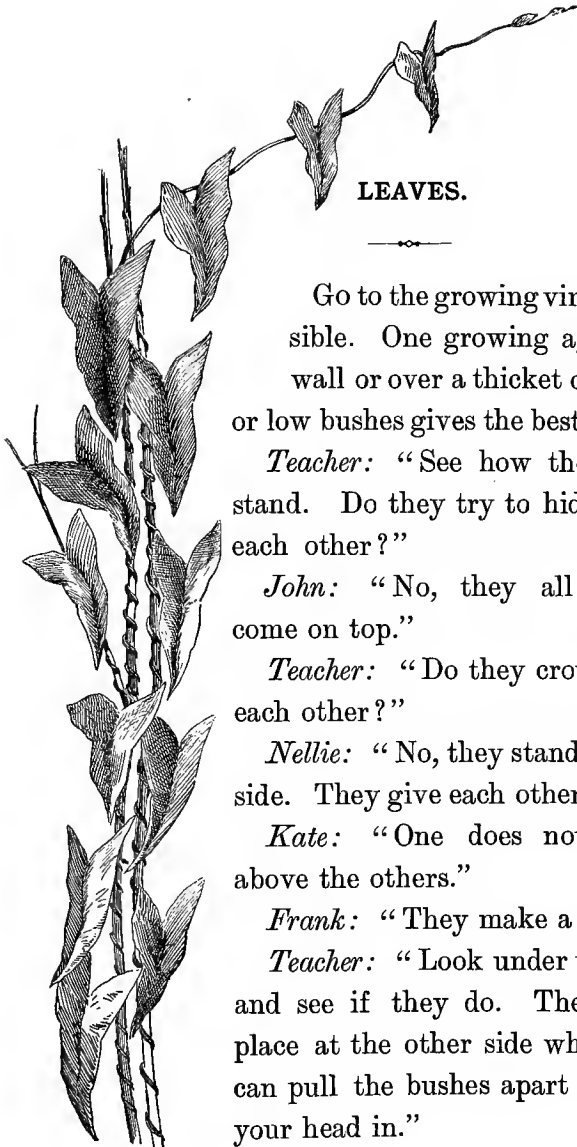 LEAVES.
Go to the growing vin
sible. One growing a
wall or over a thicket o
or low bushes gives the best
Teacher: “See how th
stand. Do they try to hid
each other?”
John: “No, they all
come on top.”
Teacher: “Do they crow
each other?”
Nellie: “No, they stand
side. They give each other
Kate: “One does no
above the others.”
Frank: “They make a
Teacher: “Look under
and see if they do. The
place at the other side wh
can pull the bushes apart
your head in.”